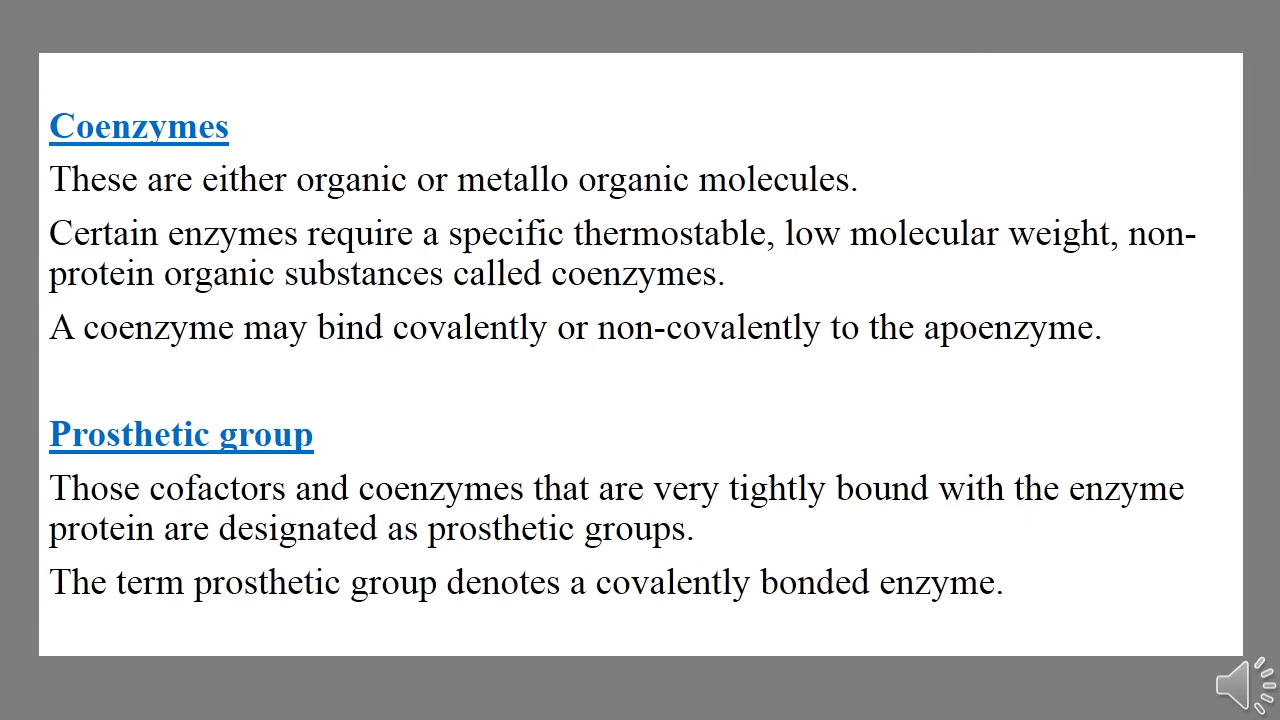 Coenzymes
These are either organic or metallo organic molecules.
Certain enzymes require a specific thermostable, low molecular weight, non-
protein organic substances called coenzymes.
A coenzyme may bind covalently or non-covalently to the apoenzyme.
Prosthetic group
Those cofactors and coenzymes that are very tightly bound with the enzyme
protein are designated as prosthetic groups.
The term prosthetic group denotes a covalently bonded enzyme.